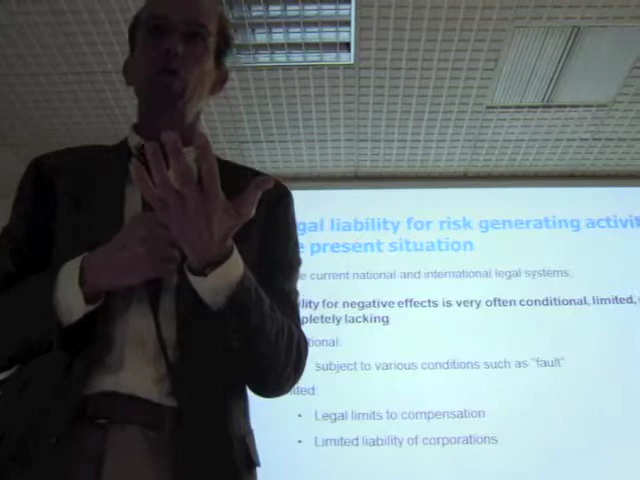 gal liability for risk generating activit
e present situation
e current national and international legal systems,
ility for negative effects is very often conditional, limited,
pletely lacking
tional:
subject to various conditions such as "fault"
ited:
• Legal limits to compensation
• Limited liability of corporations